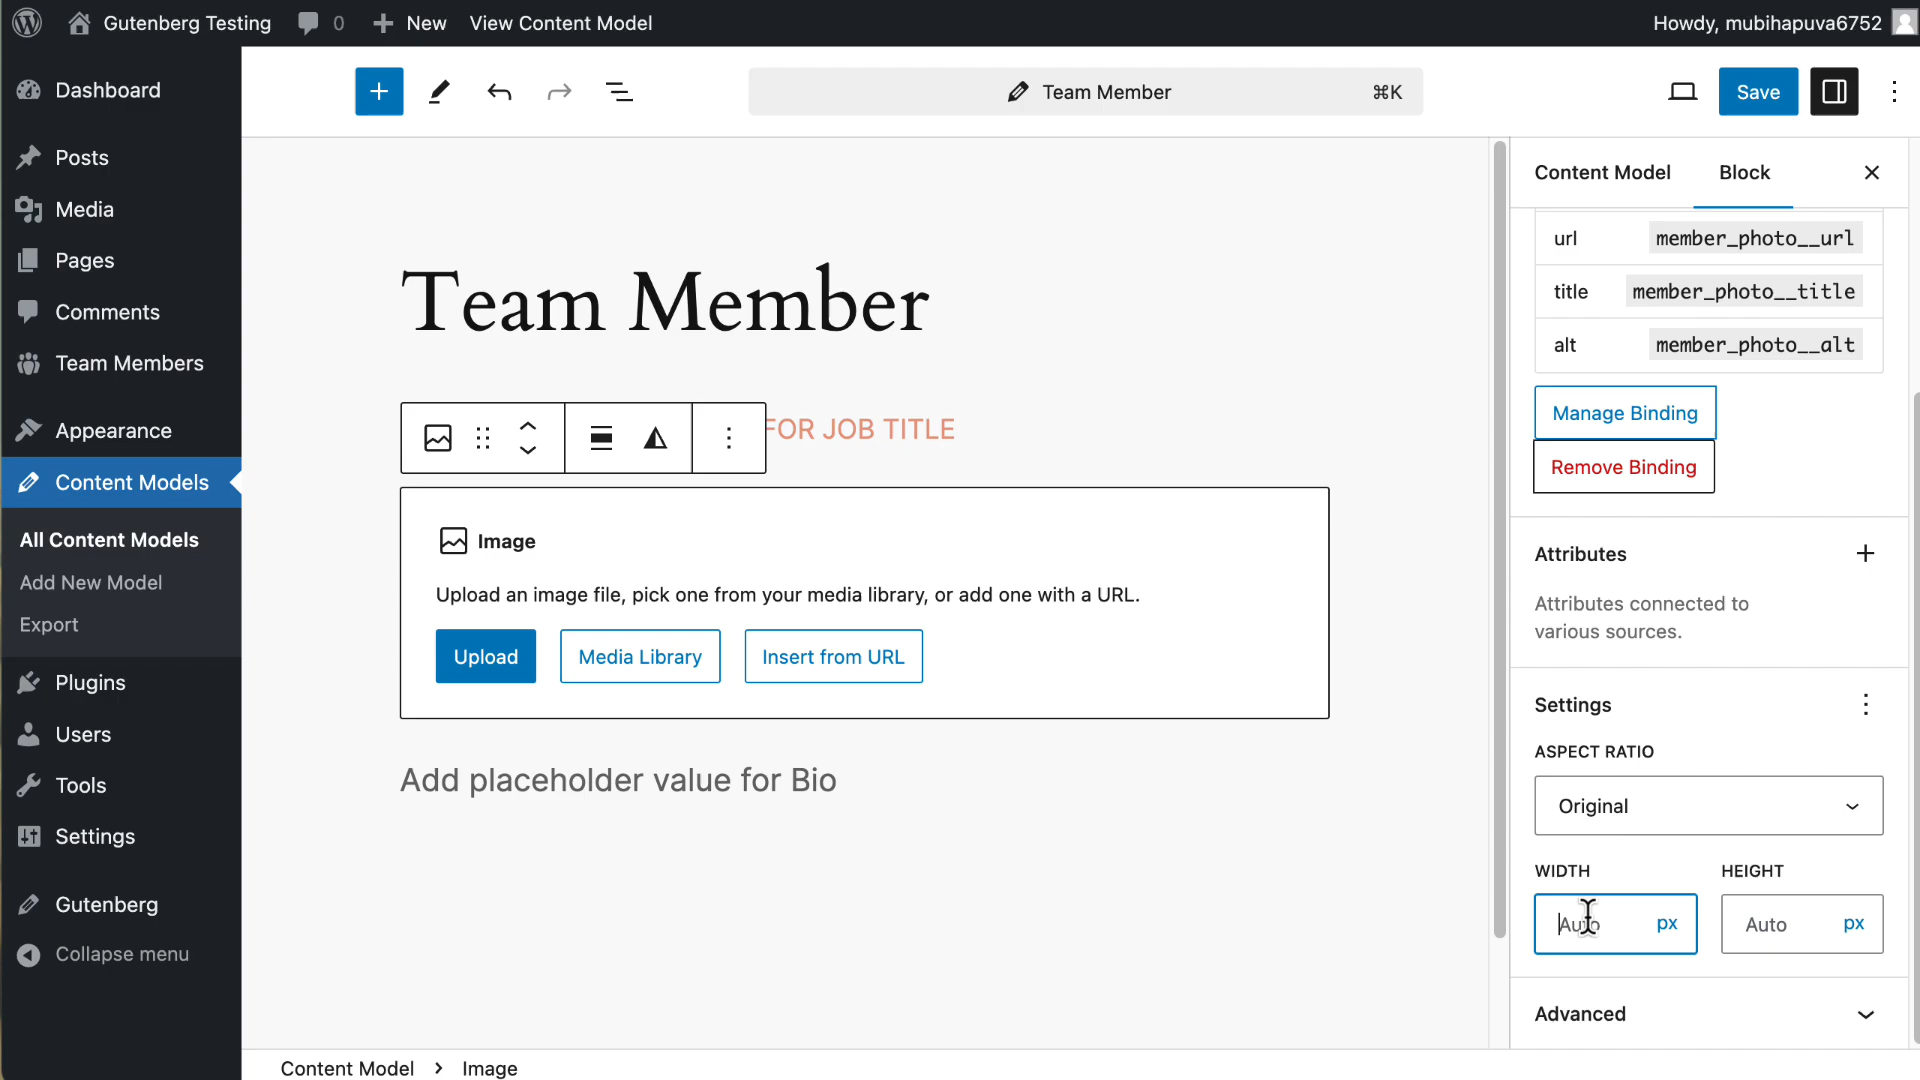 Gutenberg Testing 0 New View Content Model Howdy, mubihapuva6752
Dashboard
Posts
Media
Pages
Comments
Team Members
Appearance
Content Models
All Content Models
Add New Model
Export
Plugins
Users
Tools
Settings
Gutenberg
Collapse menu
Team Member ⌘K
Save
Team Member
FOR JOB TITLE
Image
Upload an image file, pick one from your media library, or add one with a URL.
Upload Media Library Insert from URL
Add placeholder value for Bio
Content Model Block
url member_photo__url
title member_photo__title
alt member_photo__alt
Manage Binding
Remove Binding
Attributes
Attributes connected to
various sources.
Settings
ASPECT RATIO
Original
WIDTH HEIGHT
Auto px Auto px
Advanced
Content Model > Image